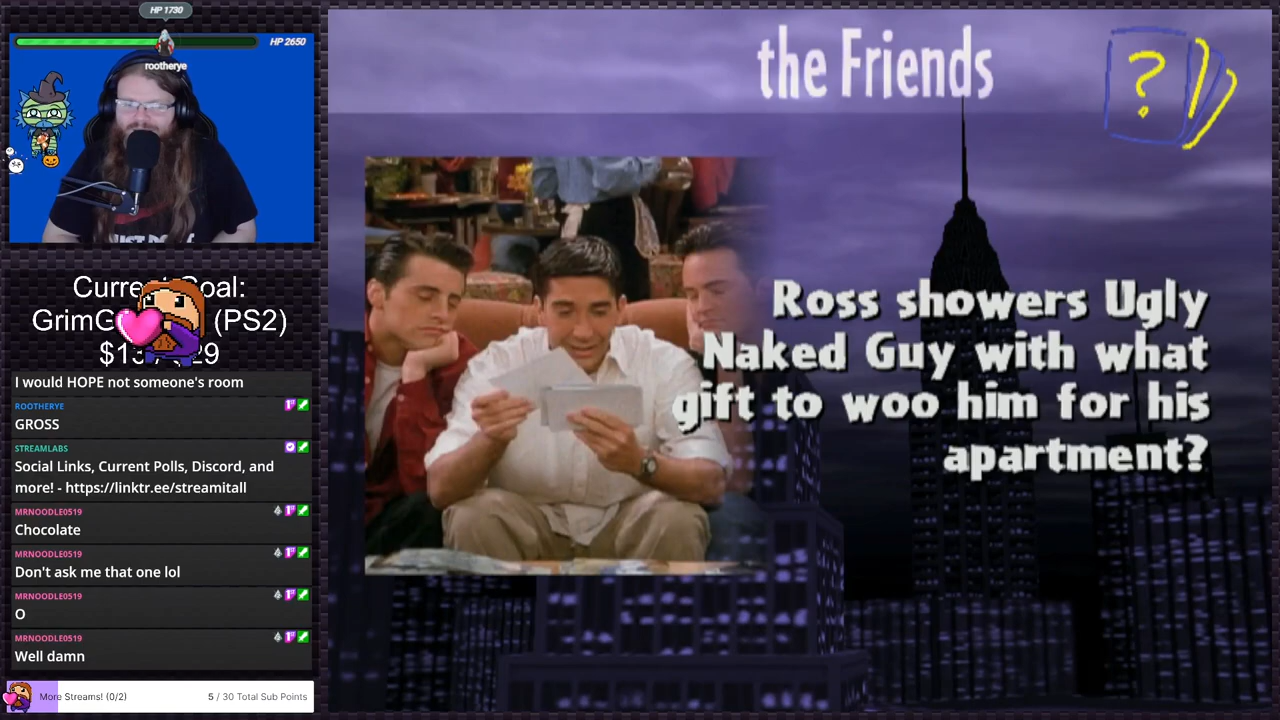 HP 1730
HP 2650
rootherye
Current Goal:
(PS2)
I would HOPE not someone's room
ROOTHERYE
GROSS
STREAMLABS
Social Links, Current Polls, Discord, and
more! - https://linktr.ee/streamitall
MRNOODLE0519
Chocolate
MRNOODLE0519
Don't ask me that one lol
MRNOODLE0519
O
MRNOODLE0519
Well damn
More Streams! (0/2)
5 / 30 Total Sub Points
the Friends
?
Ross showers Ugly
Naked Guy with what
gift to woo him for his
apartment?